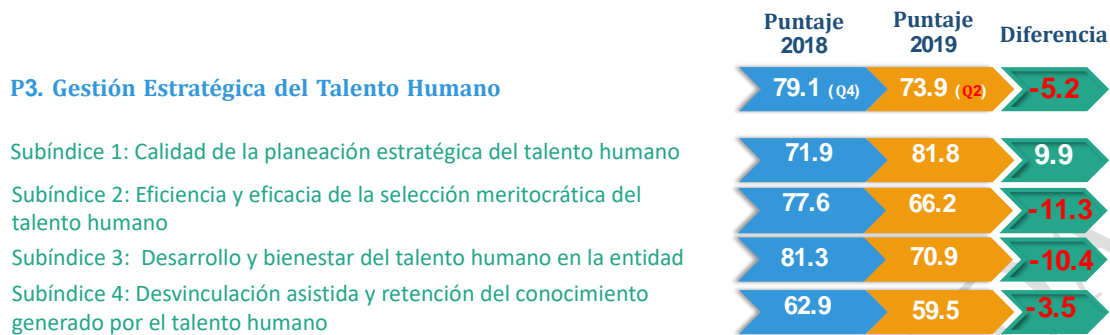 Puntaje 2018 Puntaje 2019 Diferencia
P3. Gestión Estratégica del Talento Humano 79.1 (Q4) 73.9 (Q2) -5.2
Subíndice 1: Calidad de la planeación estratégica del talento humano 71.9 81.8 9.9
Subíndice 2: Eficiencia y eficacia de la selección meritocrática del
talento humano 77.6 66.2 -11.3
Subíndice 3: Desarrollo y bienestar del talento humano en la entidad 81.3 70.9 -10.4
Subíndice 4: Desvinculación asistida y retención del conocimiento
generado por el talento humano 62.9 59.5 -3.5